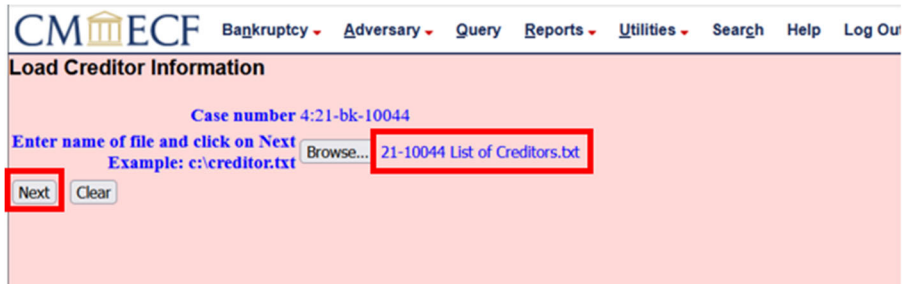 CM ECF Bankruptcy Adversary Query Reports Utilities Search Help Log Out
Load Creditor Information
Case number 4:21-bk-10044
Enter name of file and click on Next Browse... 21-10044 List of Creditors.txt
Example: c:\creditor.txt
Next Clear